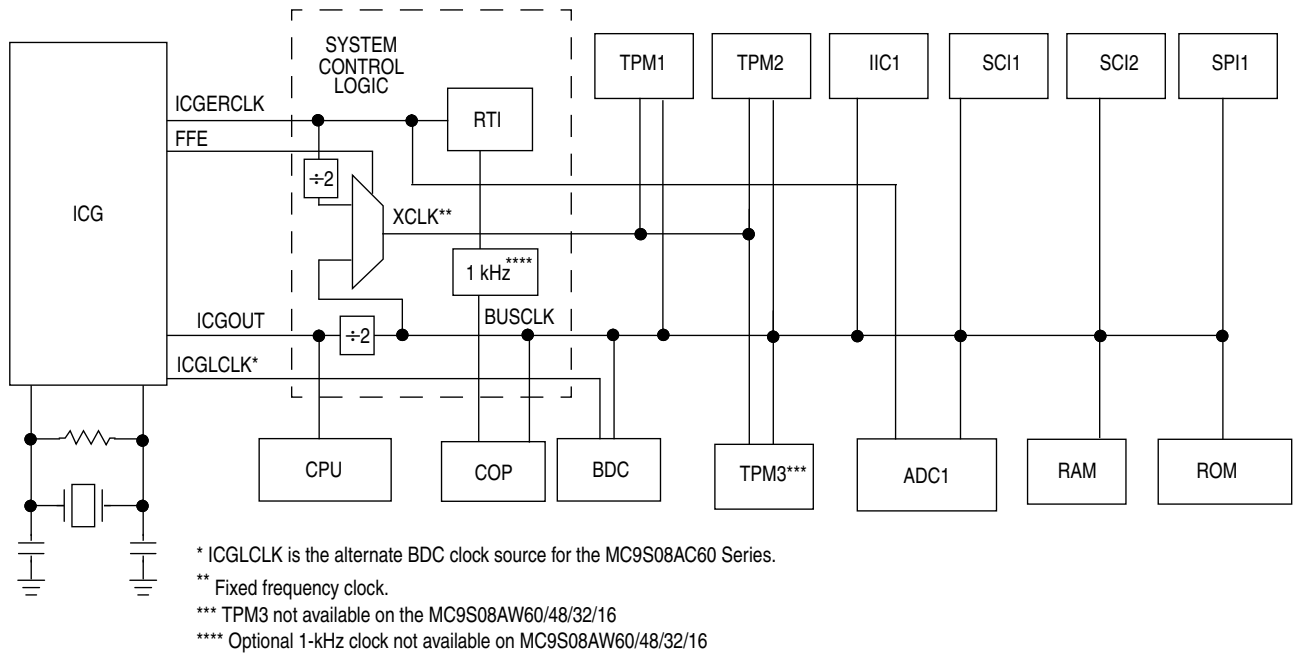 SYSTEM
CONTROL
LOGIC
TPM1
TPM2
IIC1
SCI1
SCI2
SPI1
ICGERCLK
RTI
FFE
÷2
ICG
XCLK**
1 kHz****
ICGOUT
÷2
BUSCLK
ICGLCLK*
CPU
COP
BDC
TPM3***
ADC1
RAM
ROM
* ICGLCLK is the alternate BDC clock source for the MC9S08AC60 Series.
** Fixed frequency clock.
*** TPM3 not available on the MC9S08AW60/48/32/16
**** Optional 1-kHz clock not available on MC9S08AW60/48/32/16